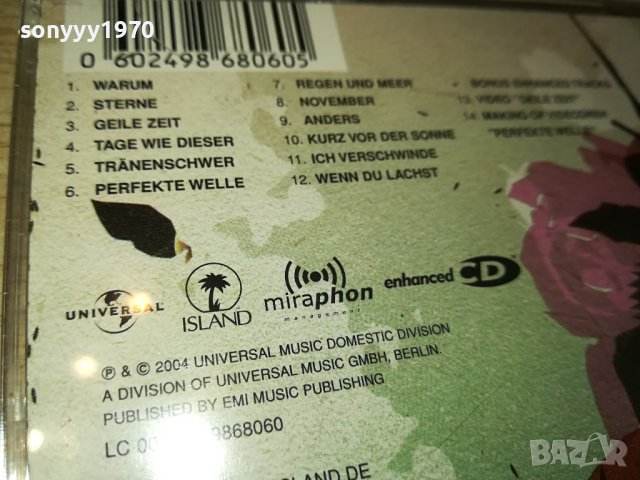 sonyyy1970
0 602498 680605
1. WARUM
2. STERNE
3. GEILE ZEIT
4. TAGE WIE DIESER
5. TRÄNENSCHWER
6. PERFEKTE WELLE
7. REGEN UND MEER
8. NOVEMBER
9. ANDERS
10. KURZ VOR DER SONNE
11. ICH VERSCHWINDE
12. WENN DU LACHST
BONUS ENHANCED TRACKS
13. VIDEO "GEILE ZEIT"
14. MAKING OF VIDEODREH
"PERFEKTE WELLE"
UNIVERSAL
ISLAND
miraphon
management
enhanced CD
℗ & © 2004 UNIVERSAL MUSIC DOMESTIC DIVISION
A DIVISION OF UNIVERSAL MUSIC GMBH, BERLIN.
PUBLISHED BY EMI MUSIC PUBLISHING
LC 9868060
SLAND.DE
BAZAR